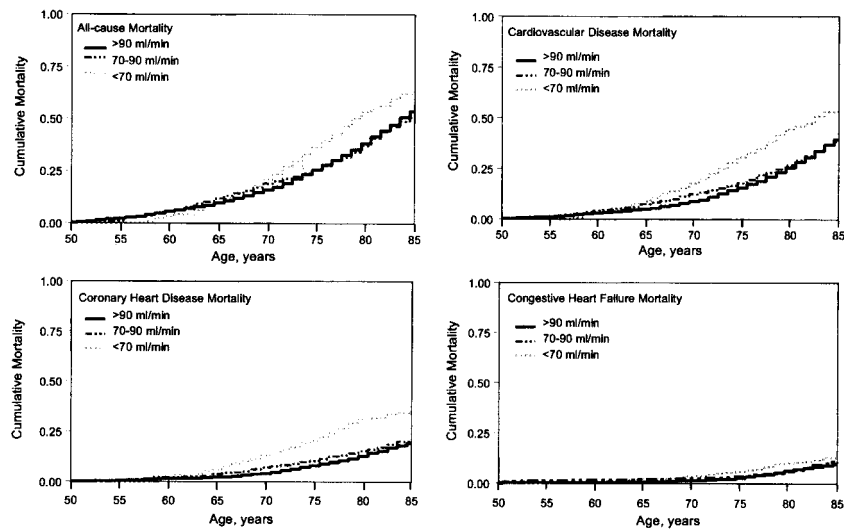 All-cause Mortality
>90 ml/min
70-90 ml/min
<70 ml/min
1.00
0.75
0.50
0.25
0.00
Cumulative Mortality
50 55 60 65 70 75 80 85
Age, years
Cardiovascular Disease Mortality
>90 ml/min
70-90 ml/min
<70 ml/min
1.00
0.75
0.50
0.25
0.00
Cumulative Mortality
50 55 60 65 70 75 80 85
Age, years
Coronary Heart Disease Mortality
>90 ml/min
70-90 ml/min
<70 ml/min
1.00
0.75
0.50
0.25
0.00
Cumulative Mortality
50 55 60 65 70 75 80 85
Age, years
Congestive Heart Failure Mortality
>90 ml/min
70-90 ml/min
<70 ml/min
1.00
0.75
0.50
0.25
0.00
Cumulative Mortality
50 55 60 65 70 75 80 85
Age, years